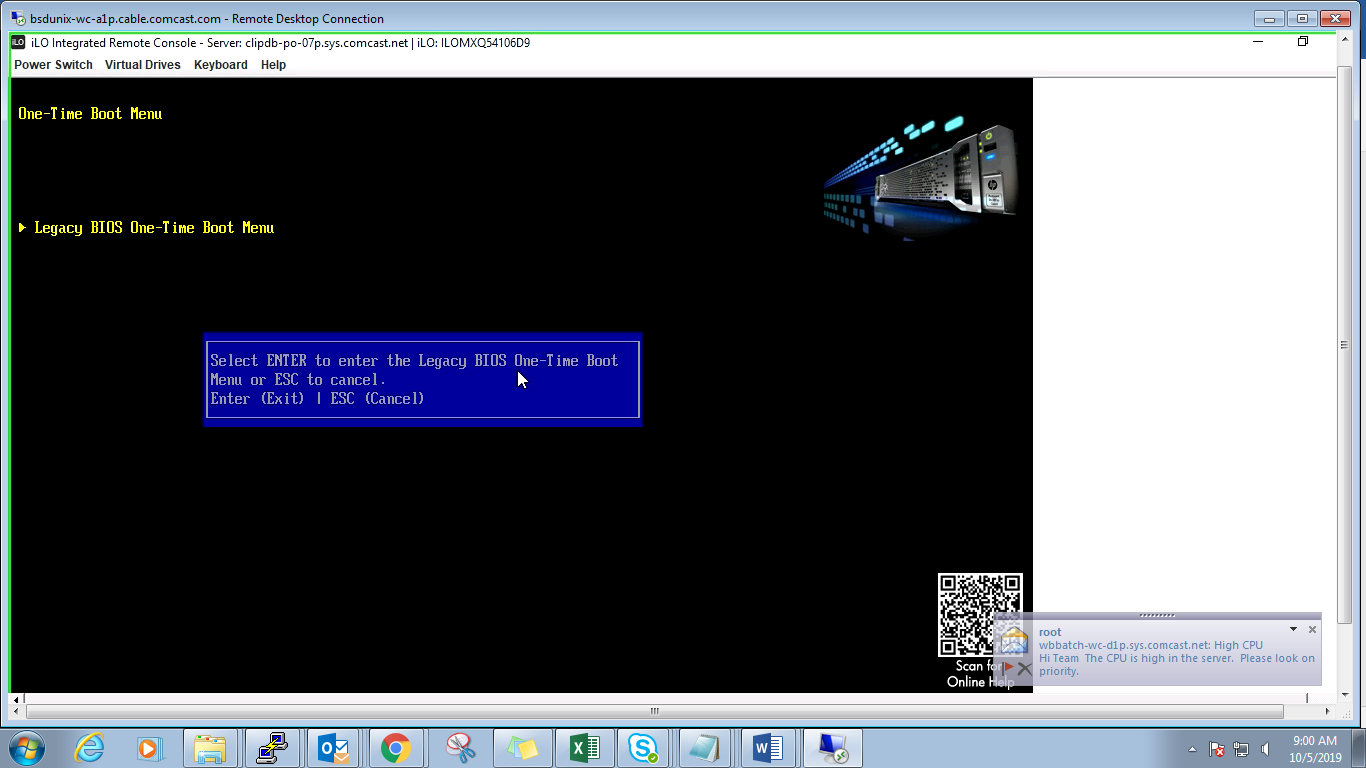 bsdunix-wc-a1p.cable.comcast.com - Remote Desktop Connection
iLO
iLO Integrated Remote Console - Server: clipdb-po-07p.sys.comcast.net | iLO: ILOMXQ54106D9
Power Switch Virtual Drives Keyboard Help
One-Time Boot Menu
Legacy BIOS One-Time Boot Menu
Select ENTER to enter the Legacy BIOS One-Time Boot
Menu or ESC to cancel.
Enter (Exit) | ESC (Cancel)
Scan for
Online Help
root
wbbatch-wc-d1p.sys.comcast.net: High CPU
Hi Team The CPU is high in the server. Please look on
priority.
9:00 AM
10/5/2019